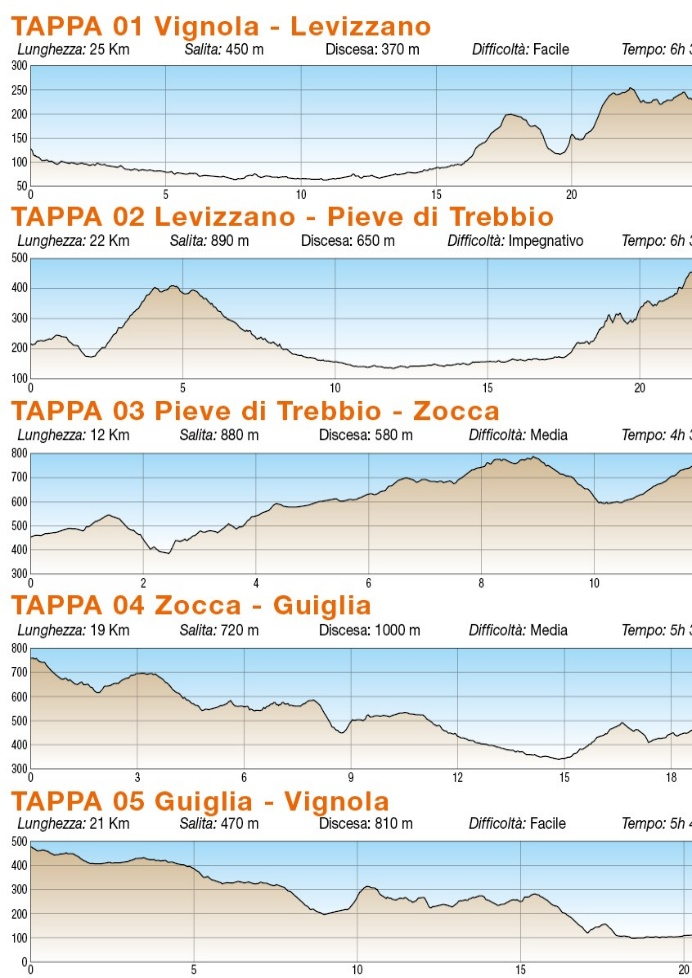 TAPPA 01 Vignola - Levizzano
Lunghezza: 25 Km Salita: 450 m Discesa: 370 m Difficoltà: Facile Tempo: 6h 3
300
250
200
150
100
50
0 5 10 15 20
TAPPA 02 Levizzano - Pieve di Trebbio
Lunghezza: 22 Km Salita: 890 m Discesa: 650 m Difficoltà: Impegnativo Tempo: 6h 3
500
400
300
200
100
0 5 10 15 20
TAPPA 03 Pieve di Trebbio - Zocca
Lunghezza: 12 Km Salita: 880 m Discesa: 580 m Difficoltà: Media Tempo: 4h 3
800
700
600
500
400
300
0 2 4 6 8 10
TAPPA 04 Zocca - Guiglia
Lunghezza: 19 Km Salita: 720 m Discesa: 1000 m Difficoltà: Media Tempo: 5h 3
800
700
600
500
400
300
0 3 6 9 12 15 18
TAPPA 05 Guiglia - Vignola
Lunghezza: 21 Km Salita: 470 m Discesa: 810 m Difficoltà: Facile Tempo: 5h 4
500
400
300
200
100
0
0 5 10 15 20